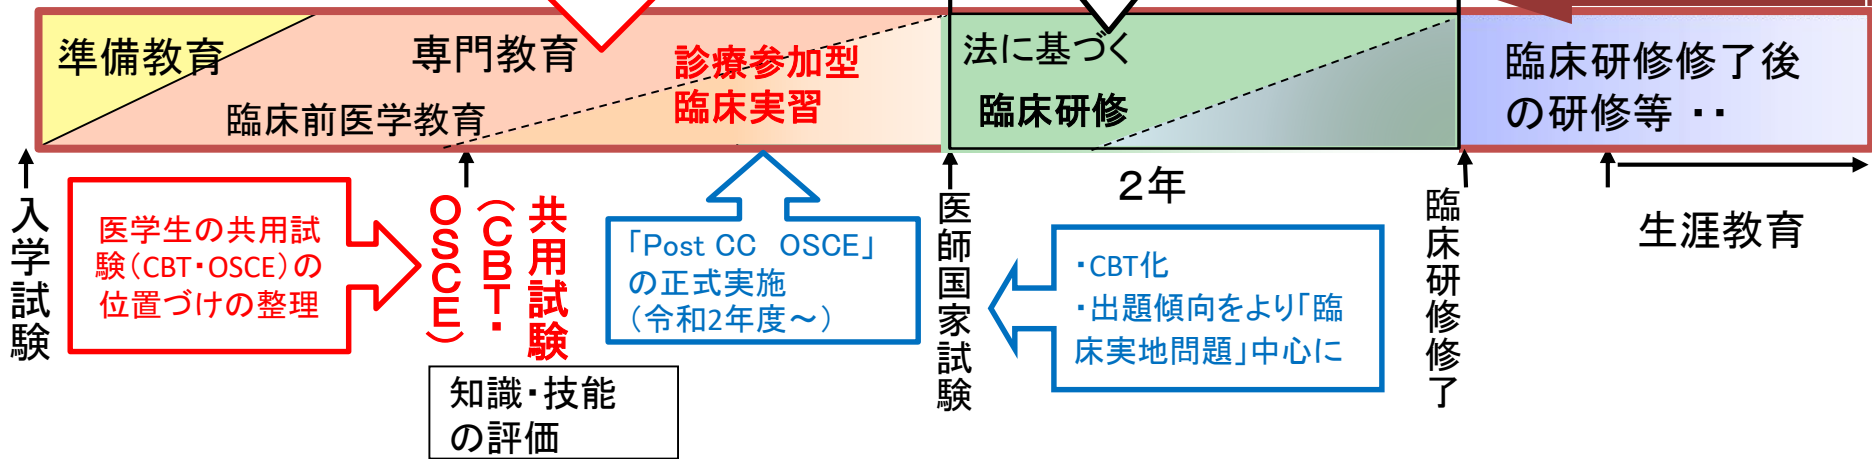 準備教育
専門教育
臨床前医学教育
診療参加型
臨床実習
法に基づく
臨床研修
臨床研修修了後
の研修等 ・・
入学試験
医学生の共用試
験(CBT・OSCE)の
位置づけの整理
共用試験
(CBT・
OSCE)
知識・技能
の評価
「Post CC OSCE」
の正式実施
(令和2年度~)
医師国家試験
2年
・CBT化
・出題傾向をより「臨
床実地問題」中心に
臨床研修修了
生涯教育